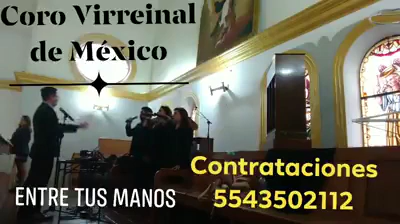 Coro Virreinal
de México
Contrataciones
ENTRE TUS MANOS
5543502112